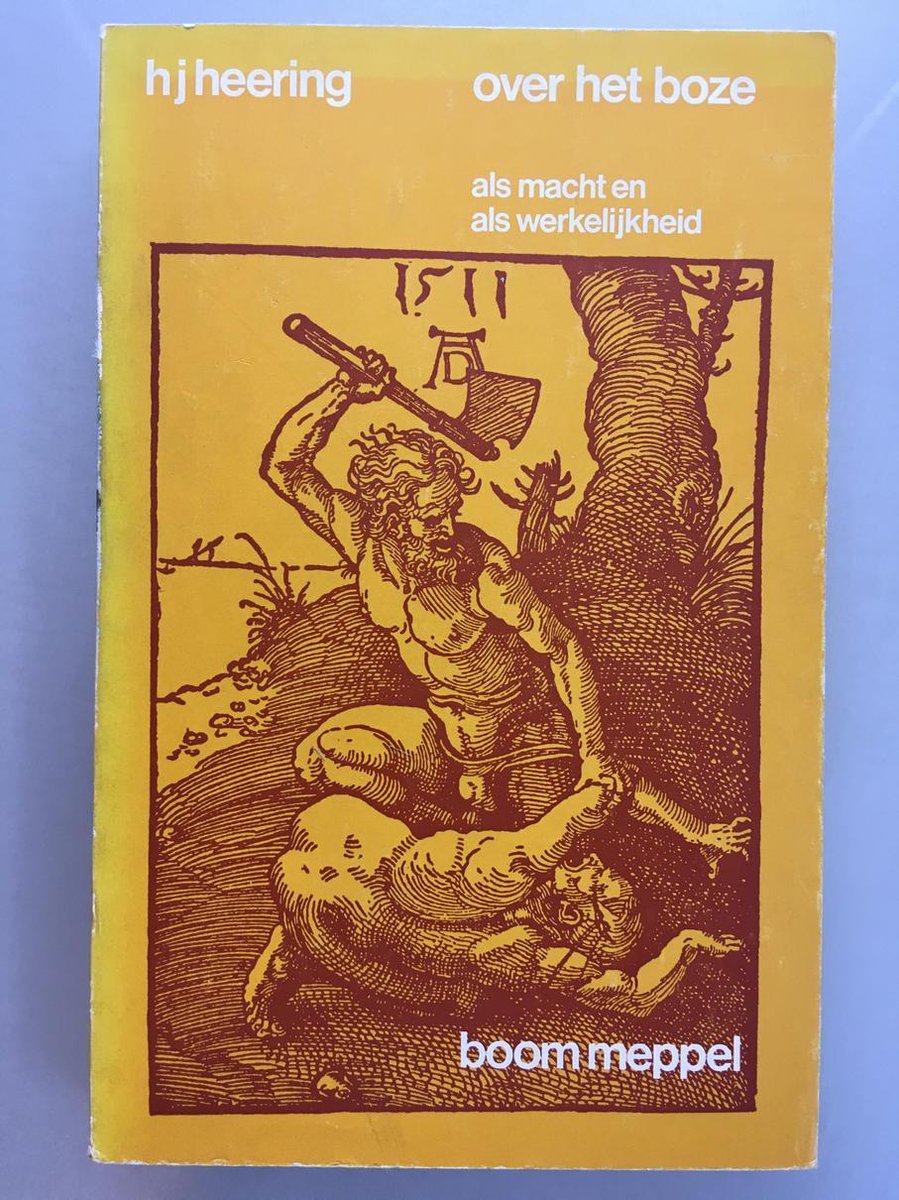 h j heering
over het boze
als macht en
als werkelijkheid
1511
AD
boom meppel